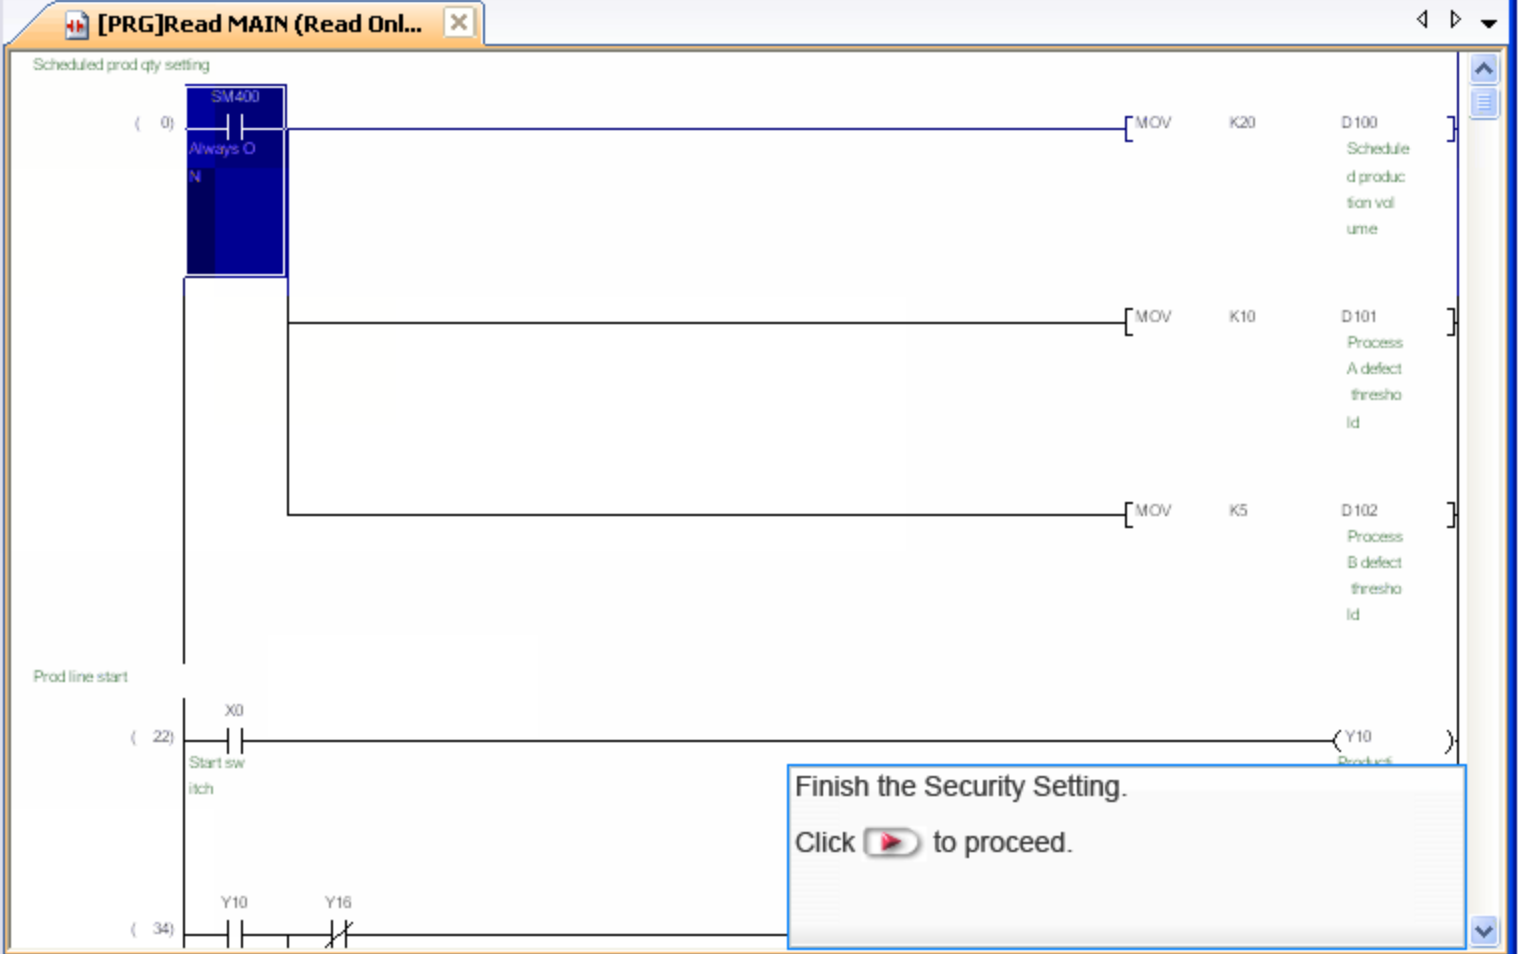 [PRG]Read MAIN (Read Onl...
Scheduled prod qty setting
SM400
( 0)
Always O
N
MOV K20 D100
Schedule
d produc
tion vol
ume
MOV K10 D101
Process
A defect
thresho
ld
MOV K5 D102
Process
B defect
thresho
ld
Prod line start
X0
( 22)
Y10
Start sw
itch
Producti
Finish the Security Setting.
Click to proceed.
Y10 Y16
( 34)